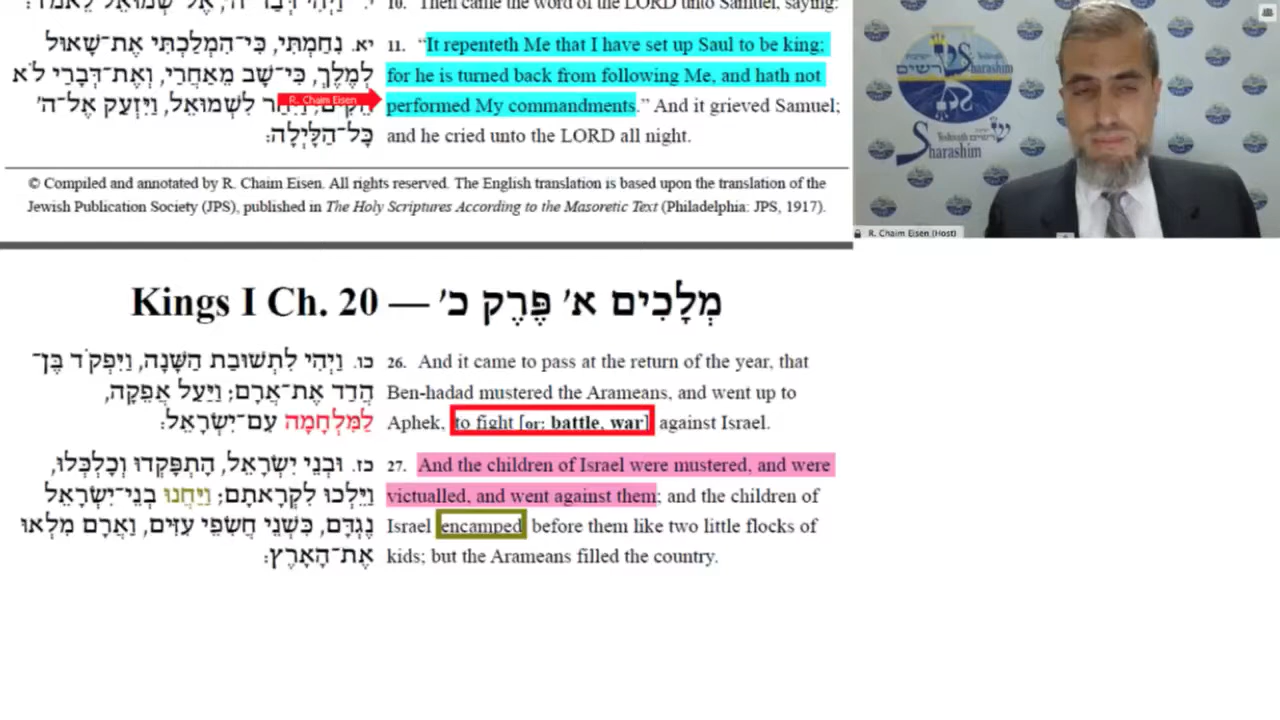 10. Then came the word of the LORD unto Samuel, saying:
י. וַיְהִי דְּבַר־ה', אֶל־שְׁמוּאֵל לֵאמֹר:
יא. נִחַמְתִּי, כִּי־הִמְלַכְתִּי אֶת־שָׁאוּל
לְמֶלֶךְ, כִּי־שָׁב מֵאַחֲרַי, וְאֶת־דְּבָרַי לֹא
הֵקִים; וַיִּחַר לִשְׁמוּאֵל, וַיִּזְעַק אֶל־ה'
כָּל־הַלָּיְלָה:
R. Chaim Eisen
11. "It repenteth Me that I have set up Saul to be king;
for he is turned back from following Me, and hath not
performed My commandments." And it grieved Samuel;
and he cried unto the LORD all night.
© Compiled and annotated by R. Chaim Eisen. All rights reserved. The English translation is based upon the translation of the
Jewish Publication Society (JPS), published in The Holy Scriptures According to the Masoretic Text (Philadelphia: JPS, 1917).
Kings I Ch. 20 — מְלָכִים א' פֶּרֶק כ'
כו. וַיְהִי לִתְשׁוּבַת הַשָּׁנָה, וַיִּפְקֹד בֶּן־
הֲדַד אֶת־אֲרָם; וַיַּעַל אֲפֵקָה,
לַמִּלְחָמָה עִם־יִשְׂרָאֵל:
26. And it came to pass at the return of the year, that
Ben-hadad mustered the Arameans, and went up to
Aphek, to fight [or: battle, war] against Israel.
כז. וּבְנֵי יִשְׂרָאֵל, הָתְפָּקְדוּ וְכָלְכְּלוּ,
וַיֵּלְכוּ לִקְרָאתָם; וַיַּחֲנוּ בְנֵי־יִשְׂרָאֵל
נֶגְדָּם, כִּשְׁנֵי חֲשִׂפֵי עִזִּים, וַאֲרָם מִלְאוּ
אֶת־הָאָרֶץ:
27. And the children of Israel were mustered, and were
victualled, and went against them; and the children of
Israel encamped before them like two little flocks of
kids; but the Arameans filled the country.
שרשים
Sharashim
Yeshivath
Sharashim
R. Chaim Eisen (Host)